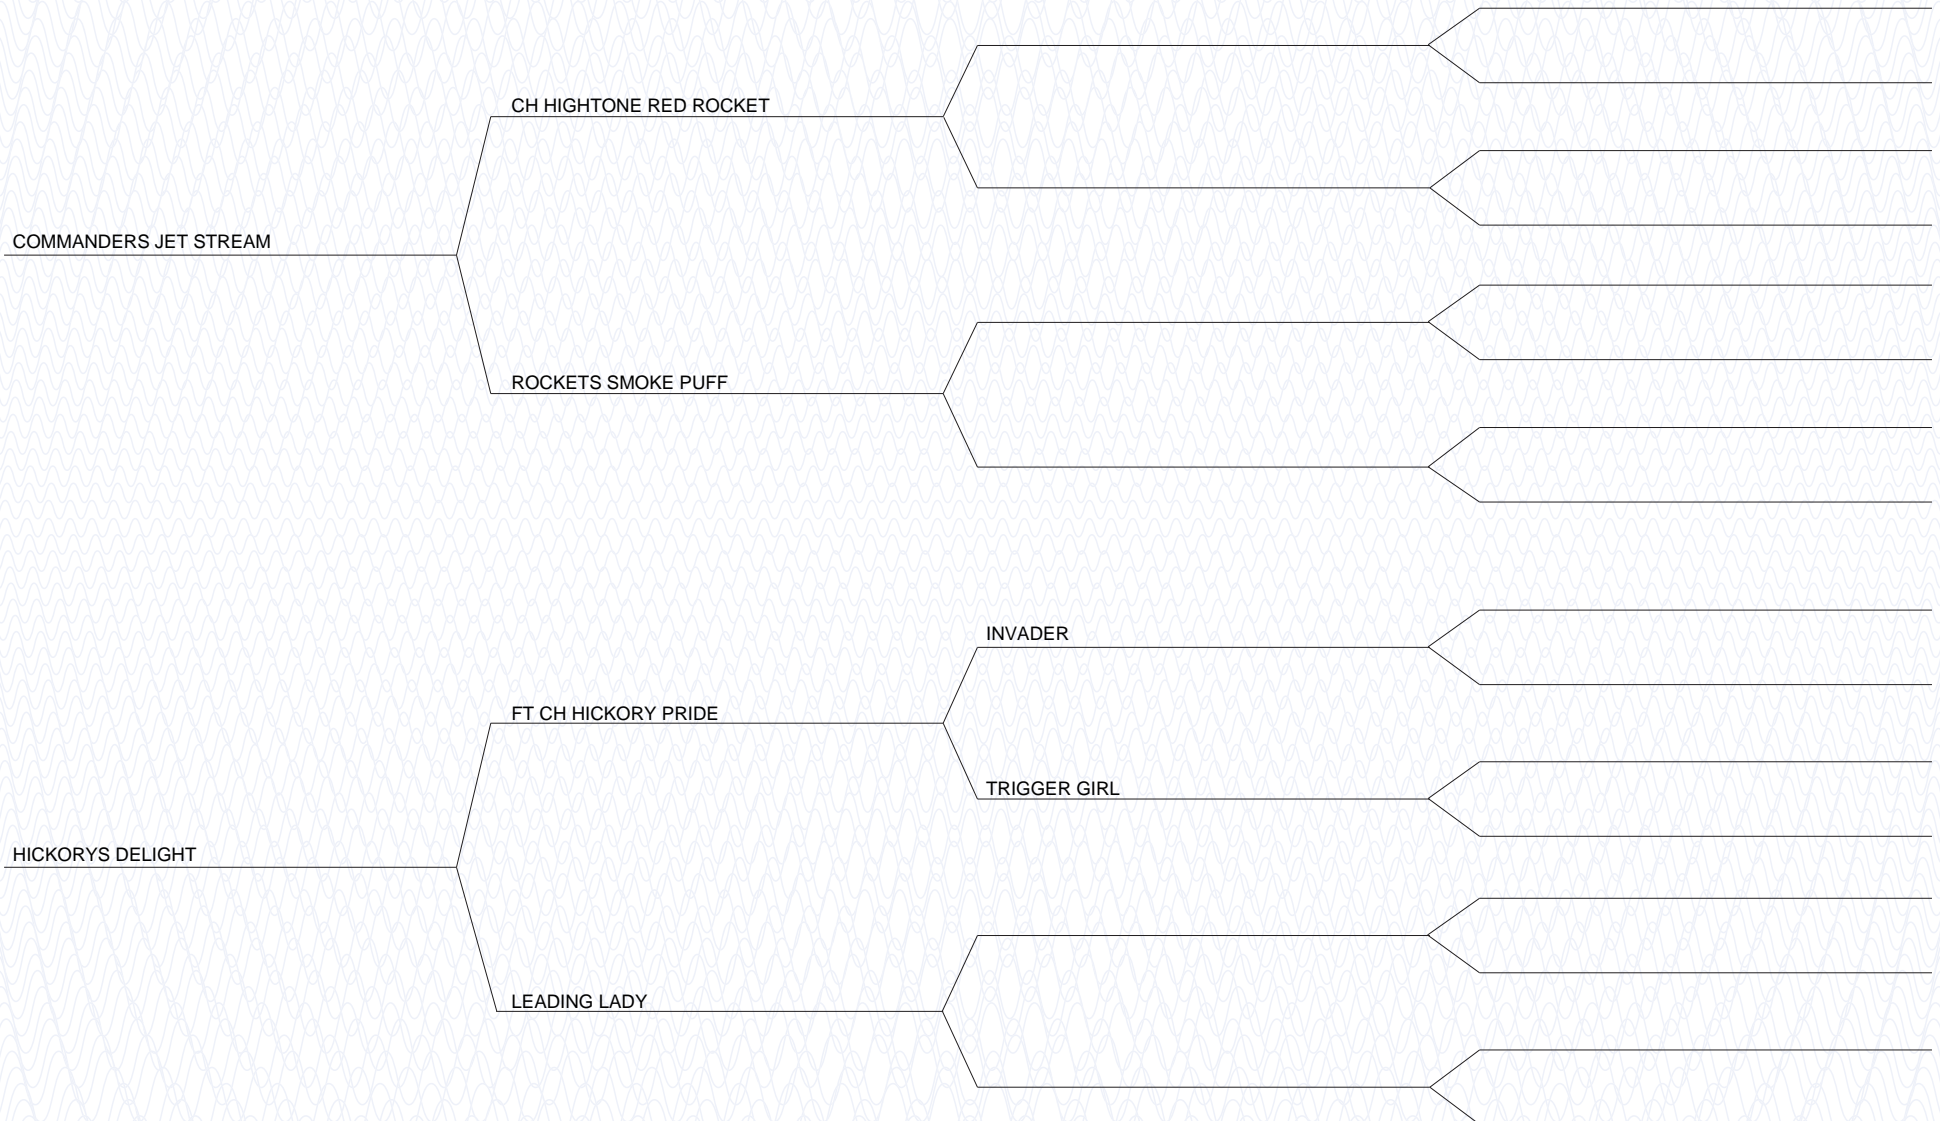 CH HIGHTONE RED ROCKET
COMMANDERS JET STREAM
ROCKETS SMOKE PUFF
INVADER
FT CH HICKORY PRIDE
TRIGGER GIRL
HICKORYS DELIGHT
LEADING LADY